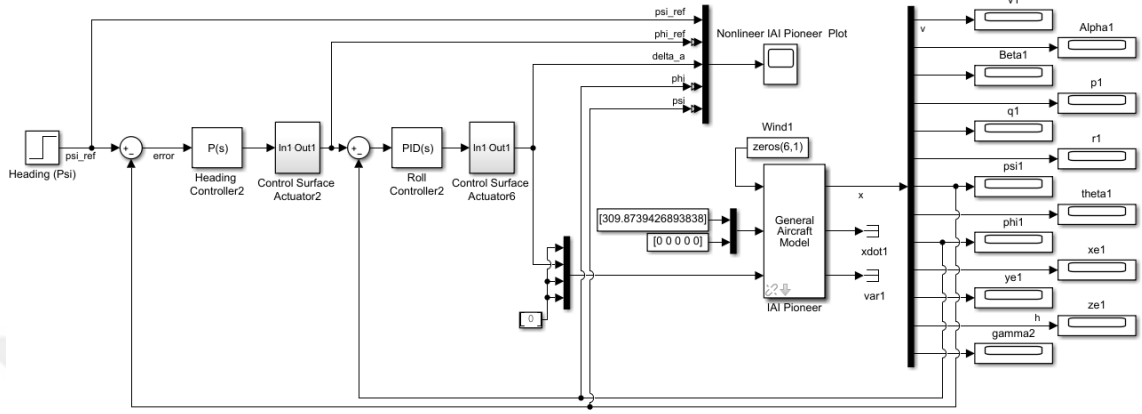 psi_ref
phi_ref
delta_a
phi
psi
Nonlineer IAI Pioneer Plot
v
V1
Alpha1
Beta1
p1
q1
r1
psi1
theta1
phi1
xe1
ye1
h
ze1
gamma2
Heading (Psi)
psi_ref
+
-
error
P(s)
Heading
Controller2
In1 Out1
Control Surface
Actuator2
+
-
PID(s)
Roll
Controller2
In1 Out1
Control Surface
Actuator6
0
Wind1
zeros(6,1)
[309.8739426893838]
[0 0 0 0 0]
General
Aircraft
Model
IAI Pioneer
x
xdot1
var1